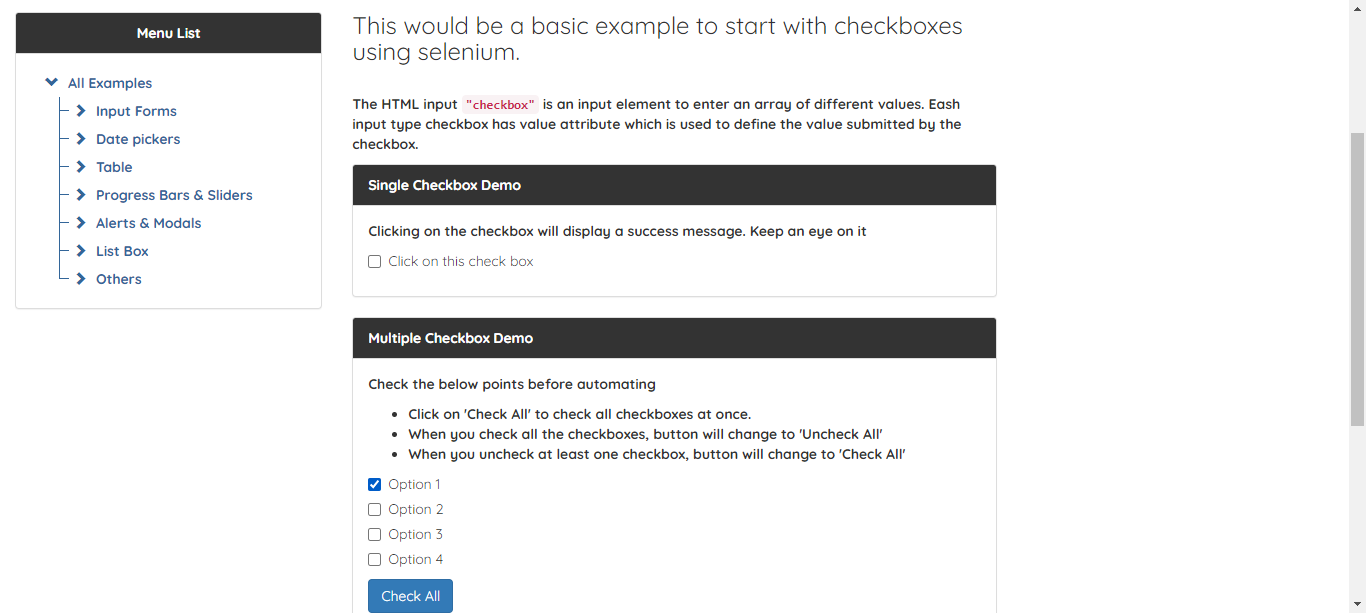 Menu List
All Examples
Input Forms
Date pickers
Table
Progress Bars & Sliders
Alerts & Modals
List Box
Others
This would be a basic example to start with checkboxes
using selenium.
The HTML input "checkbox" is an input element to enter an array of different values. Eash
input type checkbox has value attribute which is used to define the value submitted by the
checkbox.
Single Checkbox Demo
Clicking on the checkbox will display a success message. Keep an eye on it
Click on this check box
Multiple Checkbox Demo
Check the below points before automating
• Click on 'Check All' to check all checkboxes at once.
• When you check all the checkboxes, button will change to 'Uncheck All'
• When you uncheck at least one checkbox, button will change to 'Check All'
Option 1
Option 2
Option 3
Option 4
Check All